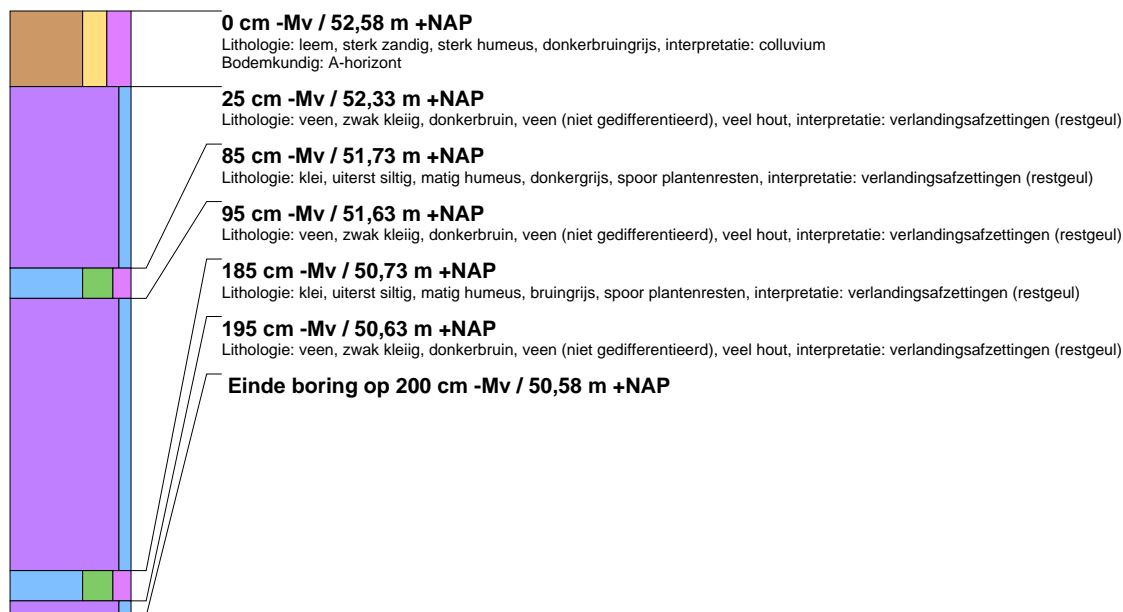 0 cm -Mv / 52,58 m +NAP
Lithologie: leem, sterk zandig, sterk humeus, donkerbruingrijs, interpretatie: colluvium
Bodemkundig: A-horizont
25 cm -Mv / 52,33 m +NAP
Lithologie: veen, zwak kleiig, donkerbruin, veen (niet gedifferentieerd), veel hout, interpretatie: verlandingsafzettingen (restgeul)
85 cm -Mv / 51,73 m +NAP
Lithologie: klei, uiterst siltig, matig humeus, donkergrijs, spoor plantenresten, interpretatie: verlandingsafzettingen (restgeul)
95 cm -Mv / 51,63 m +NAP
Lithologie: veen, zwak kleiig, donkerbruin, veen (niet gedifferentieerd), veel hout, interpretatie: verlandingsafzettingen (restgeul)
185 cm -Mv / 50,73 m +NAP
Lithologie: klei, uiterst siltig, matig humeus, bruingrijs, spoor plantenresten, interpretatie: verlandingsafzettingen (restgeul)
195 cm -Mv / 50,63 m +NAP
Lithologie: veen, zwak kleiig, donkerbruin, veen (niet gedifferentieerd), veel hout, interpretatie: verlandingsafzettingen (restgeul)
Einde boring op 200 cm -Mv / 50,58 m +NAP